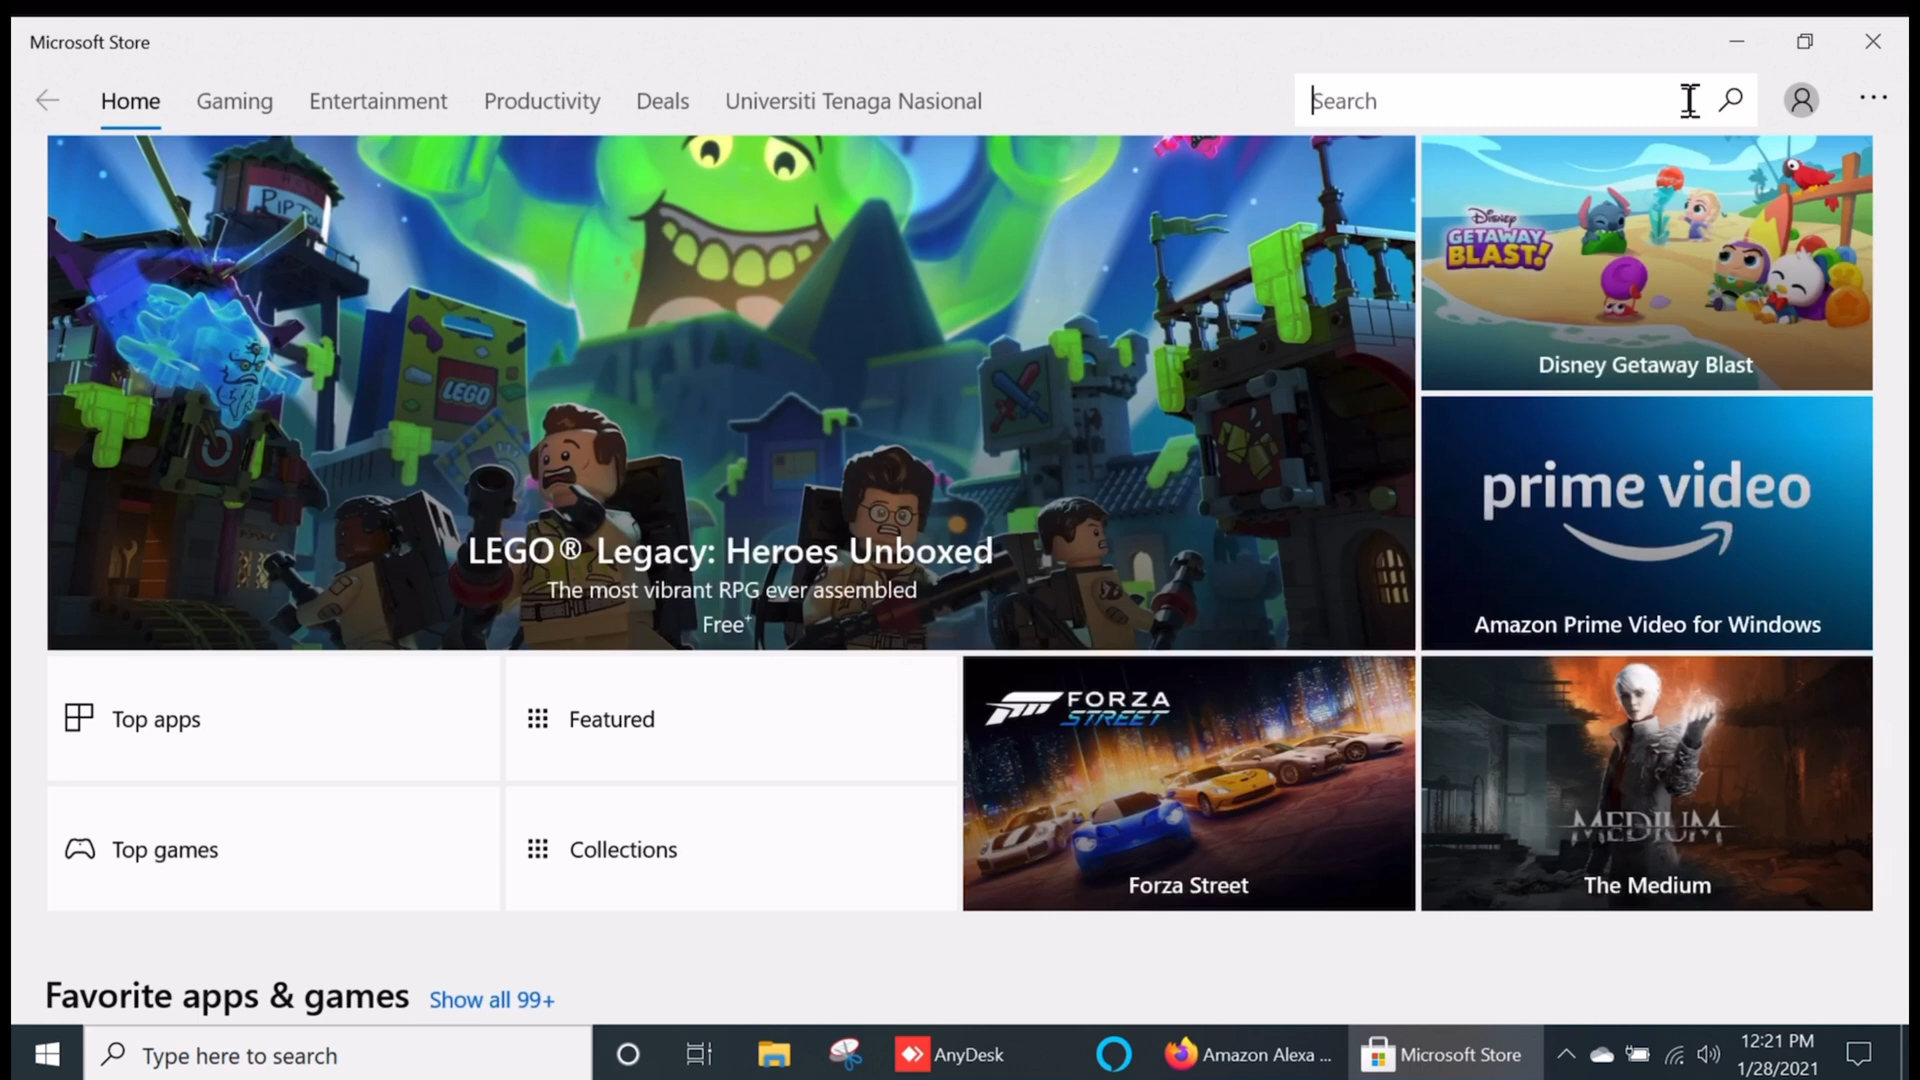 Microsoft Store
Home Gaming Entertainment Productivity Deals Universiti Tenaga Nasional
Search
LEGO
LEGO® Legacy: Heroes Unboxed
The most vibrant RPG ever assembled
Free+
Disney
GETAWAY
BLAST!
Disney Getaway Blast
prime video
Amazon Prime Video for Windows
Top apps
Featured
FORZA
STREET
Forza Street
MEDIUM
The Medium
Top games
Collections
Favorite apps & games Show all 99+
Type here to search
AnyDesk
Amazon Alexa ...
Microsoft Store
12:21 PM
1/28/2021